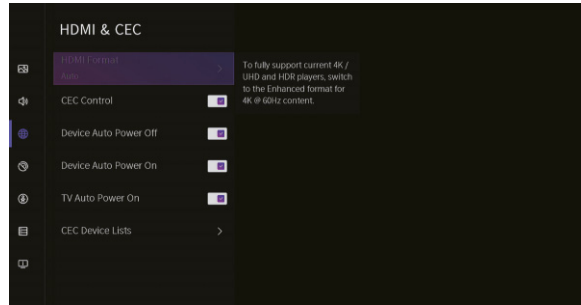 HDMI & CEC
HDMI Format
Auto
To fully support current 4K /
UHD and HDR players, switch
to the Enhanced format for
4K @ 60Hz content.
CEC Control
Device Auto Power Off
Device Auto Power On
TV Auto Power On
CEC Device Lists